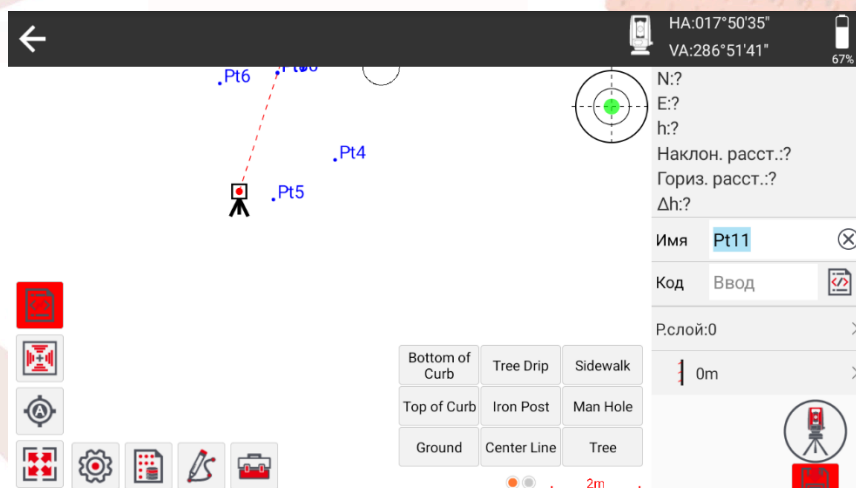 HA:017°50'35"
VA:286°51'41"
67%
Pt6
Pt4
Pt5
N:?
E:?
h:?
Наклон. расст.:?
Гориз. расст.:?
Δh:?
Имя Pt11
Код Ввод
Р.слой:0
0m
Bottom of
Curb
Tree Drip
Sidewalk
Top of Curb
Iron Post
Man Hole
Ground
Center Line
Tree
2m
A